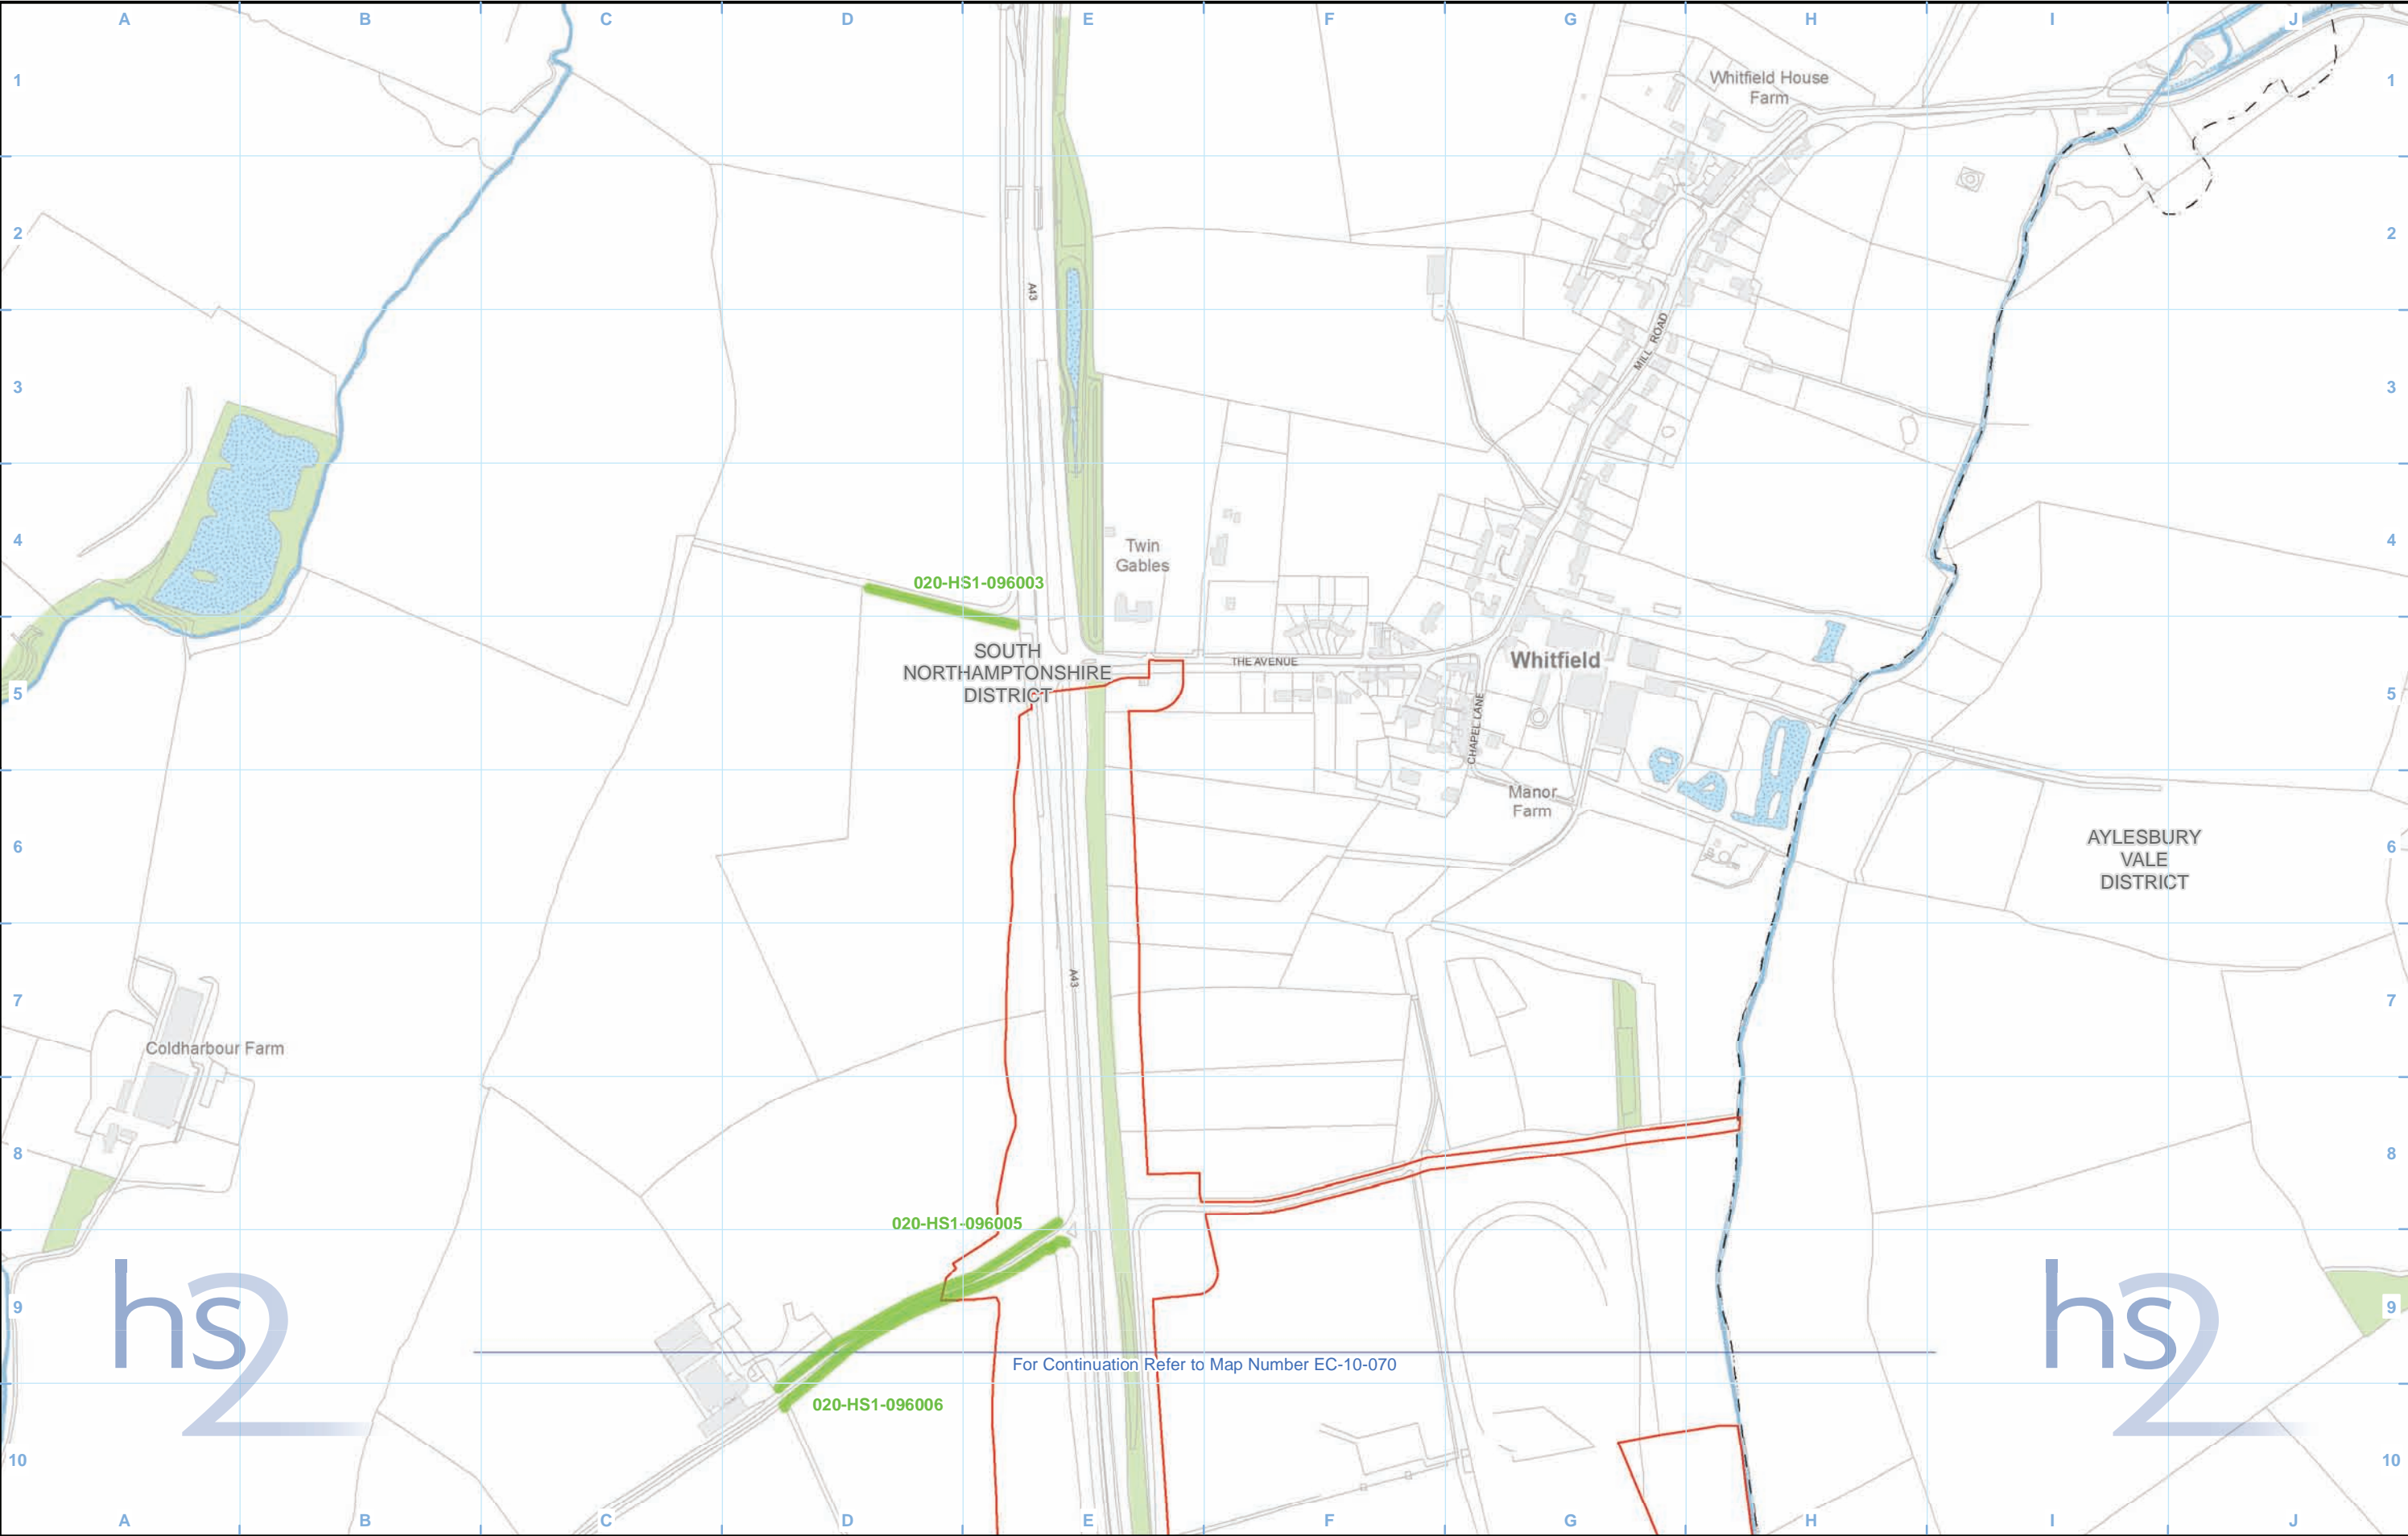 A B C D E F G H I J
1 1
Whitfield House
Farm
2 2
A43
MILL ROAD
3 3
4 4
Twin
Gables
020-HS1-096003
SOUTH
NORTHAMPTONSHIRE
DISTRICT
THE AVENUE
Whitfield
5 5
CHAPEL LANE
Manor
Farm
6 6
AYLESBURY
VALE
DISTRICT
A43
7 7
Coldharbour Farm
8 8
020-HS1-096005
hs2
hs2
9 9
For Continuation Refer to Map Number EC-10-070
020-HS1-096006
10 10
A B C D E F G H I J